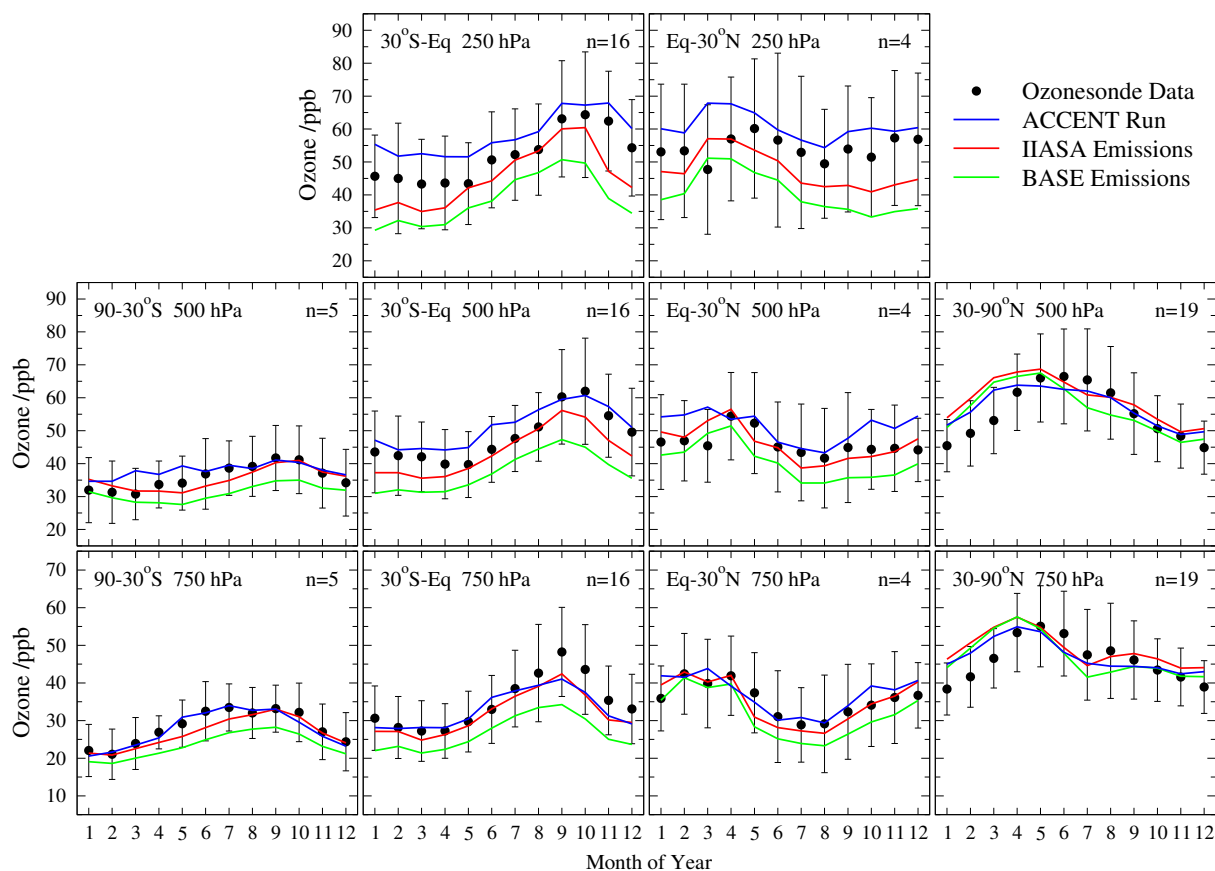 30°S-Eq 250 hPa n=16
Eq-30°N 250 hPa n=4
Ozonesonde Data
ACCENT Run
IIASA Emissions
BASE Emissions
Ozone /ppb
90
80
70
60
50
40
30
20
90-30°S 500 hPa n=5
30°S-Eq 500 hPa n=16
Eq-30°N 500 hPa n=4
30-90°N 500 hPa n=19
Ozone /ppb
90
80
70
60
50
40
30
20
90-30°S 750 hPa n=5
30°S-Eq 750 hPa n=16
Eq-30°N 750 hPa n=4
30-90°N 750 hPa n=19
Ozone /ppb
90
80
70
60
50
40
30
20
10
1 2 3 4 5 6 7 8 9 10 11 12
1 2 3 4 5 6 7 8 9 10 11 12
1 2 3 4 5 6 7 8 9 10 11 12
1 2 3 4 5 6 7 8 9 10 11 12
Month of Year